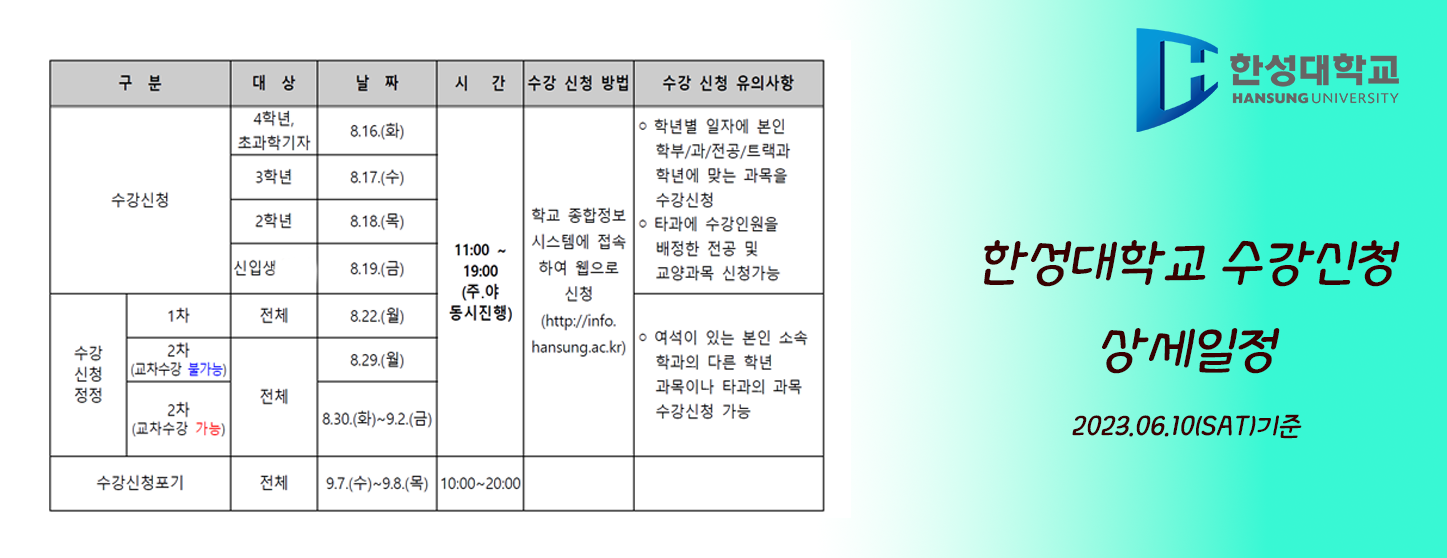 구 분
대 상
날 짜
시 간
수강 신청 방법
수강 신청 유의사항
수강신청
4학년,
초과학기자
8.16.(화)
3학년
8.17.(수)
2학년
8.18.(목)
신입생
8.19.(금)
11:00 ~
19:00
(주.야
동시진행)
학교 종합정보
시스템에 접속
하여 웹으로
신청
(http://info.
hansung.ac.kr)
○ 학년별 일자에 본인
학부/과/전공/트랙과
학년에 맞는 과목을
수강신청
○ 타과에 수강인원을
배정한 전공 및
교양과목 신청가능
수강
신청
정정
1차
전체
8.22.(월)
2차
(교차수강 불가능)
전체
8.29.(월)
2차
(교차수강 가능)
8.30.(화)~9.2.(금)
○ 여석이 있는 본인 소속
학과의 다른 학년
과목이나 타과의 과목
수강신청 가능
수강신청포기
전체
9.7.(수)~9.8.(목)
10:00~20:00
한성대학교
HANSUNG UNIVERSITY
한성대학교 수강신청
상세일정
2023.06.10(SAT)기준